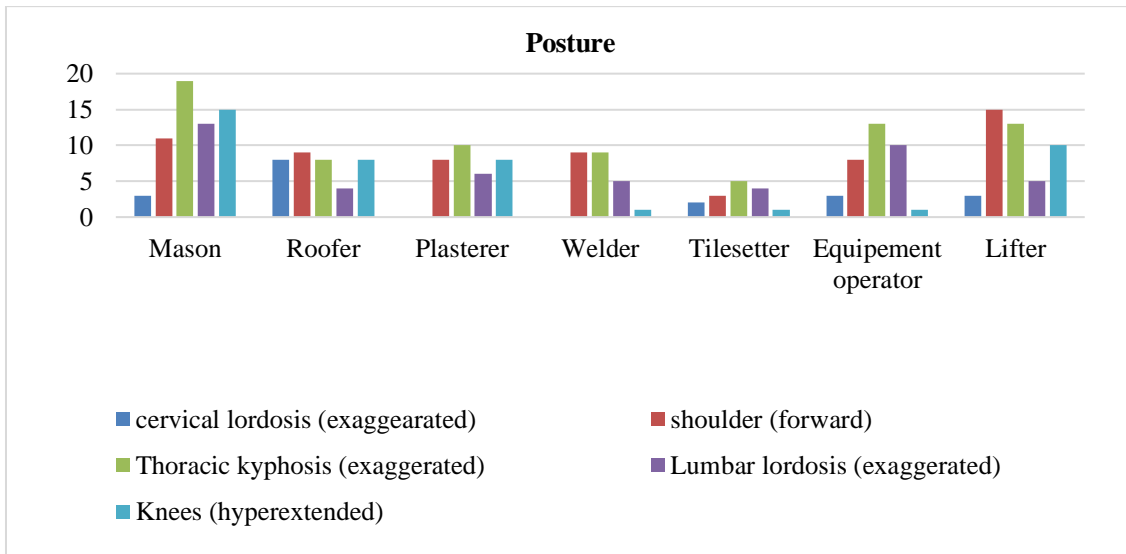 Posture
20
15
10
5
0
Mason Roofer Plasterer Welder Tilesetter Equipement operator Lifter
cervical lordosis (exaggearated) shoulder (forward)
Thoracic kyphosis (exaggerated) Lumbar lordosis (exaggerated)
Knees (hyperextended)